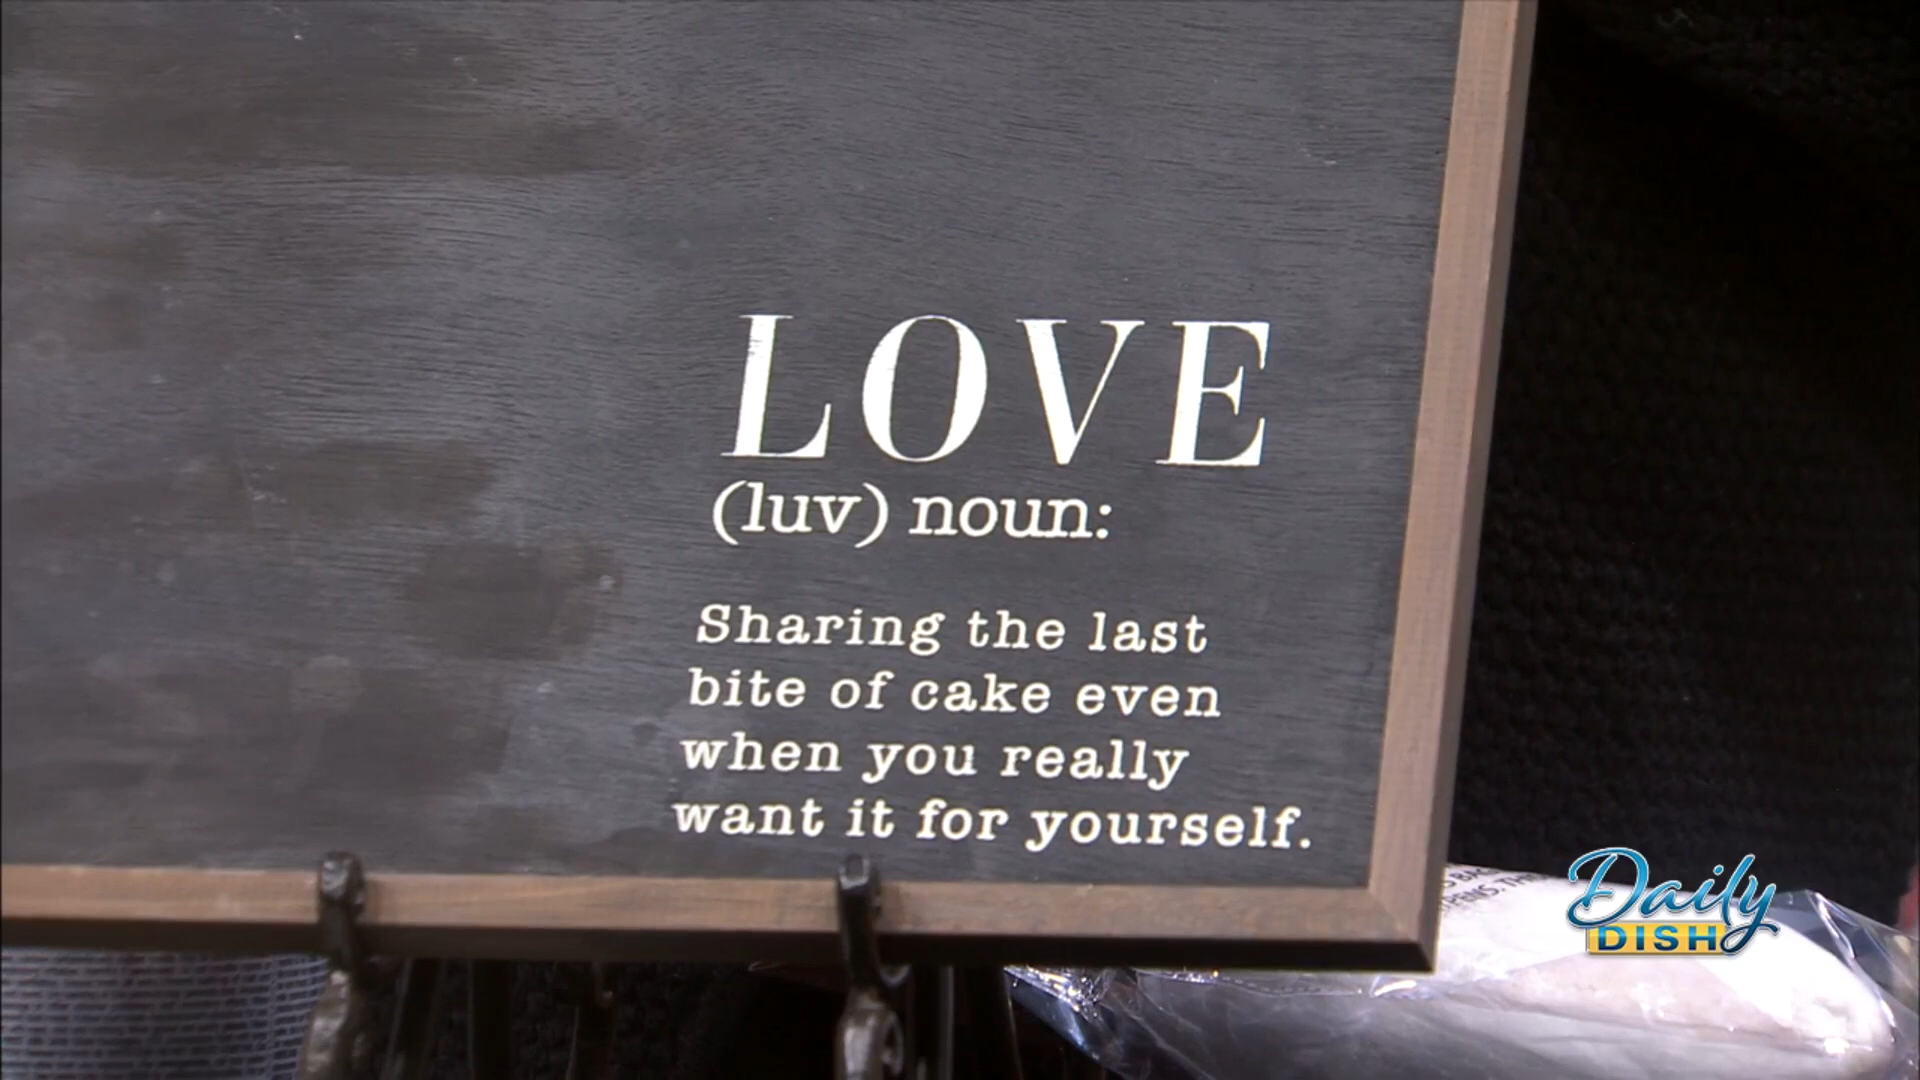 LOVE
(luv) noun:
Sharing the last
bite of cake even
when you really
want it for yourself.
Daily
DISH